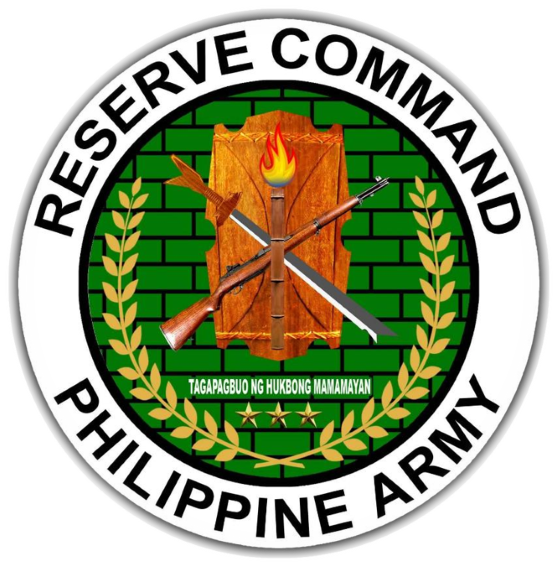 RESERVE COMMAND
TAGAPAGBUO NG HUKBONG MAMAMAYAN
PHILIPPINE ARMY